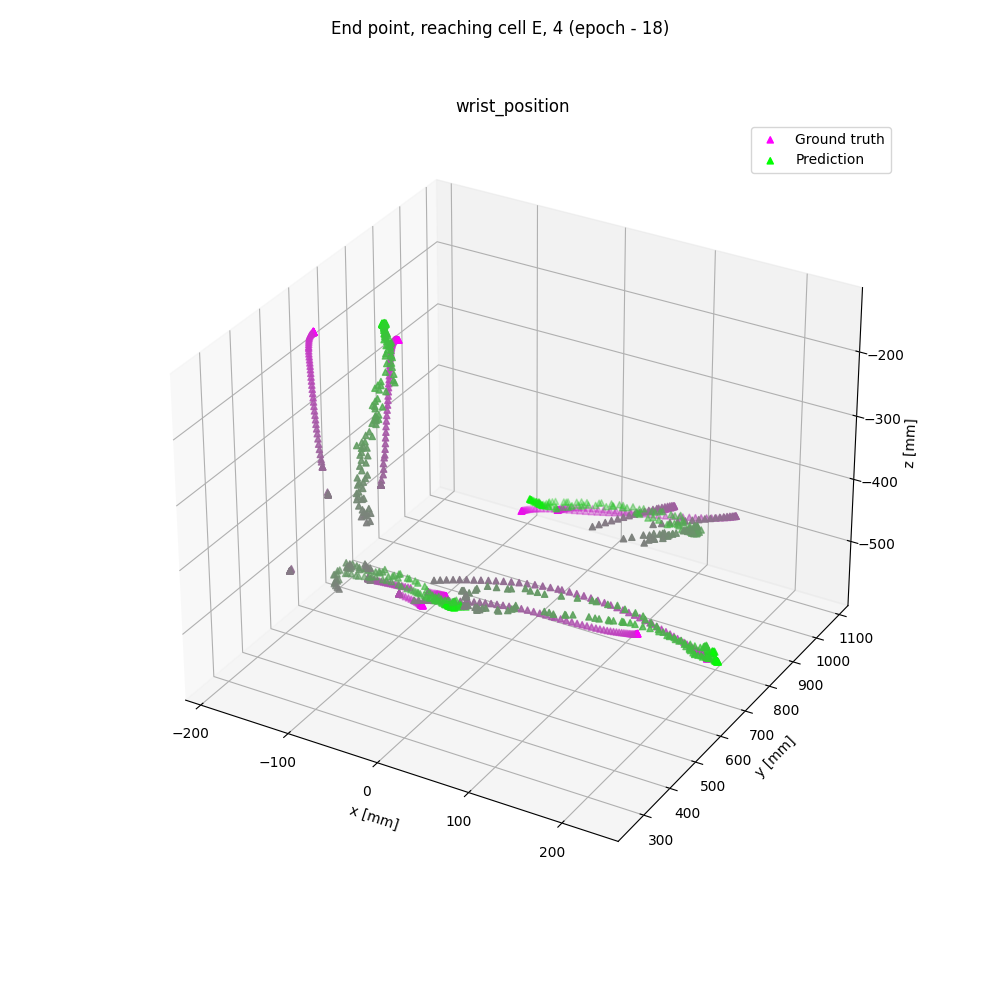 End point, reaching cell E, 4 (epoch - 18)
wrist_position
Ground truth
Prediction
−200
−300
−400
−500
z [mm]
1100
1000
900
800
700
600
500
400
300
y [mm]
−200
−100
0
100
200
x [mm]